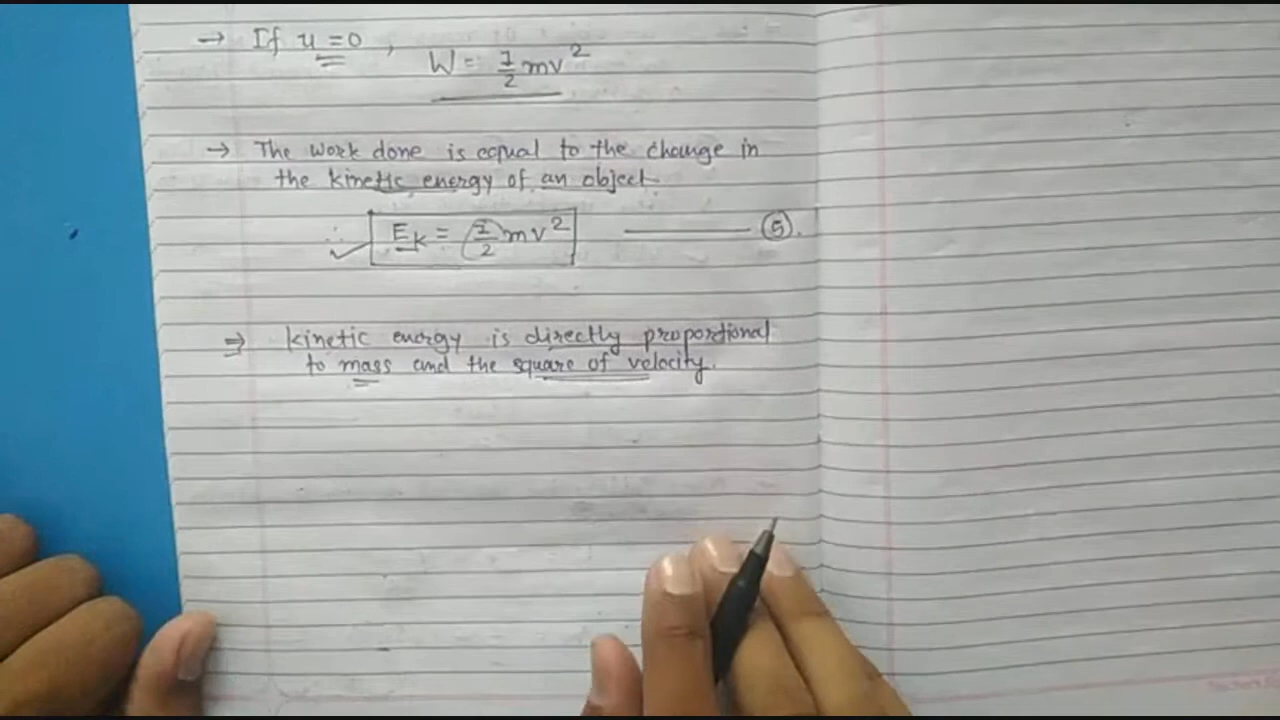 → If u = 0 ,
W = 1/2 mv²
→ The work done is equal to the change in
the kinetic energy of an object.
∴ Eₖ = 1/2 mv² ——— ⑤.
⇒ kinetic energy is directly proportional
to mass and the square of velocity.